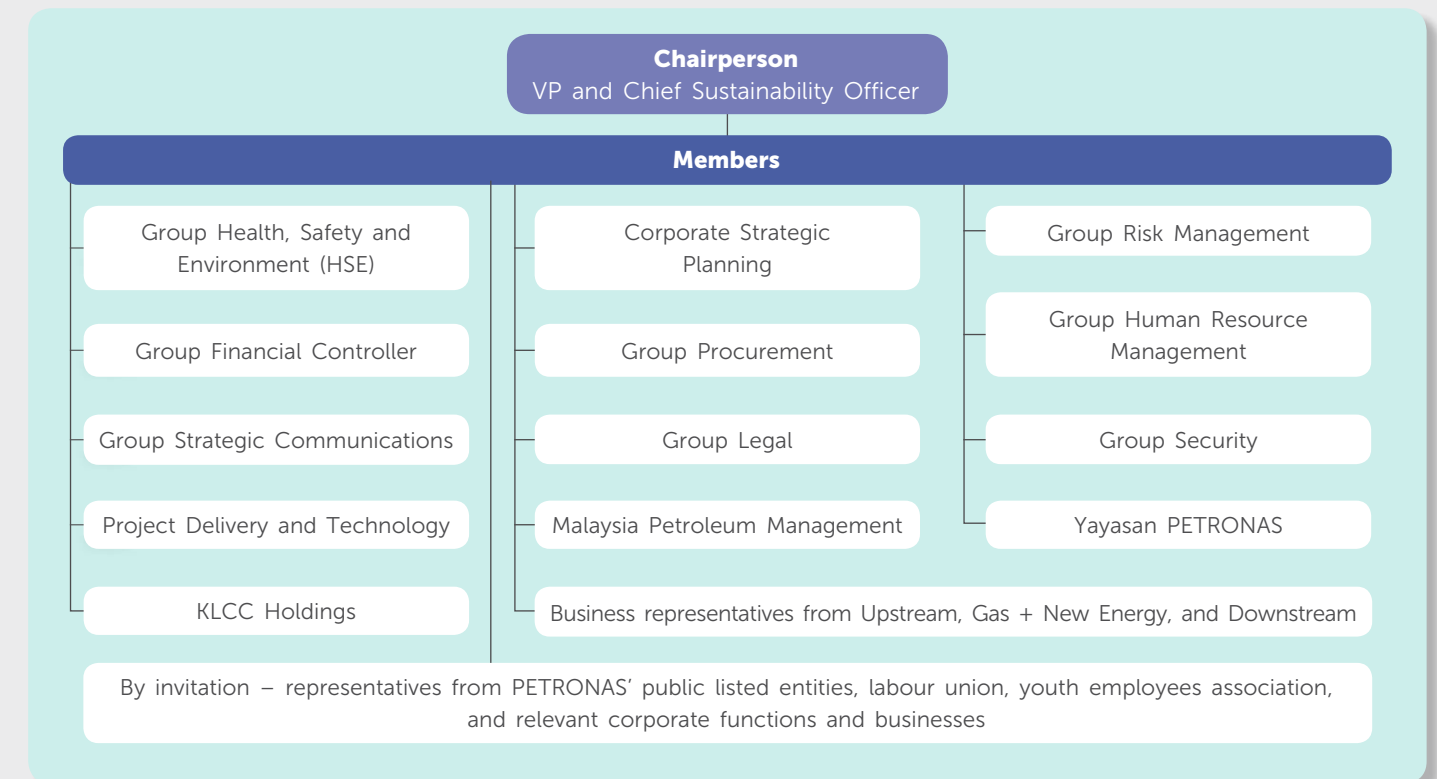 Chairperson
VP and Chief Sustainability Officer
Members
Group Health, Safety and
Environment (HSE)
Group Financial Controller
Group Strategic Communications
Project Delivery and Technology
KLCC Holdings
Corporate Strategic
Planning
Group Procurement
Group Legal
Malaysia Petroleum Management
Business representatives from Upstream, Gas + New Energy, and Downstream
Group Risk Management
Group Human Resource
Management
Group Security
Yayasan PETRONAS
By invitation – representatives from PETRONAS’ public listed entities, labour union, youth employees association,
and relevant corporate functions and businesses